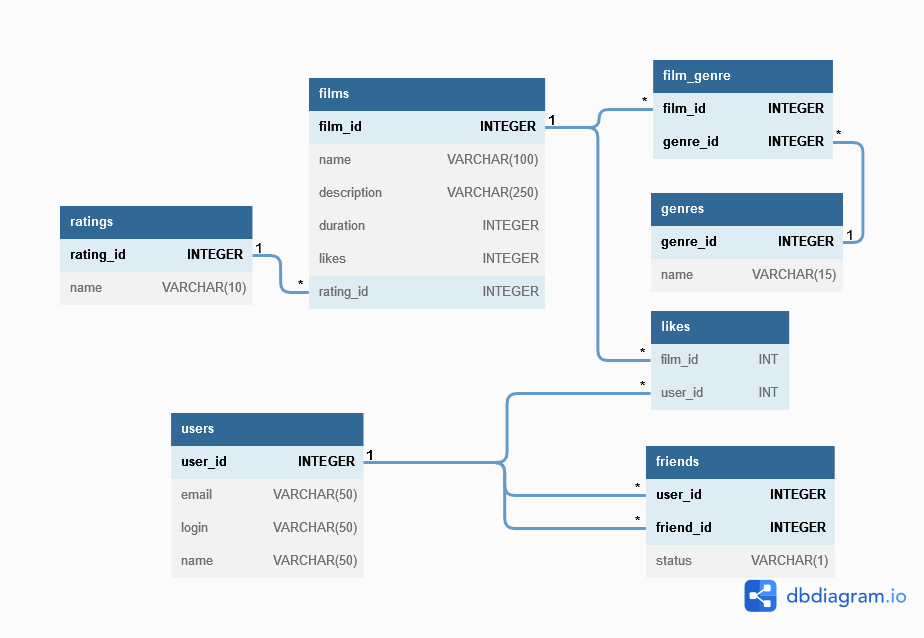 films
film_id INTEGER
name VARCHAR(100)
description VARCHAR(250)
duration INTEGER
likes INTEGER
rating_id INTEGER
film_genre
film_id INTEGER
genre_id INTEGER
genres
genre_id INTEGER
name VARCHAR(15)
ratings
rating_id INTEGER
name VARCHAR(10)
likes
film_id INT
user_id INT
users
user_id INTEGER
email VARCHAR(50)
login VARCHAR(50)
name VARCHAR(50)
friends
user_id INTEGER
friend_id INTEGER
status VARCHAR(1)
1
*
*
1
1
*
*
*
1
*
*
dbdiagram.io